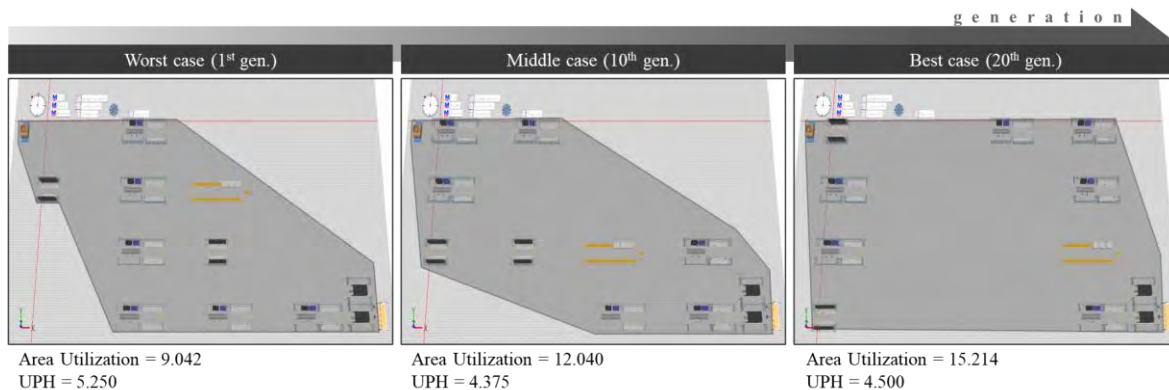 generation
Worst case (1st gen.)
Middle case (10th gen.)
Best case (20th gen.)
Area Utilization = 9.042
UPH = 5.250
Area Utilization = 12.040
UPH = 4.375
Area Utilization = 15.214
UPH = 4.500